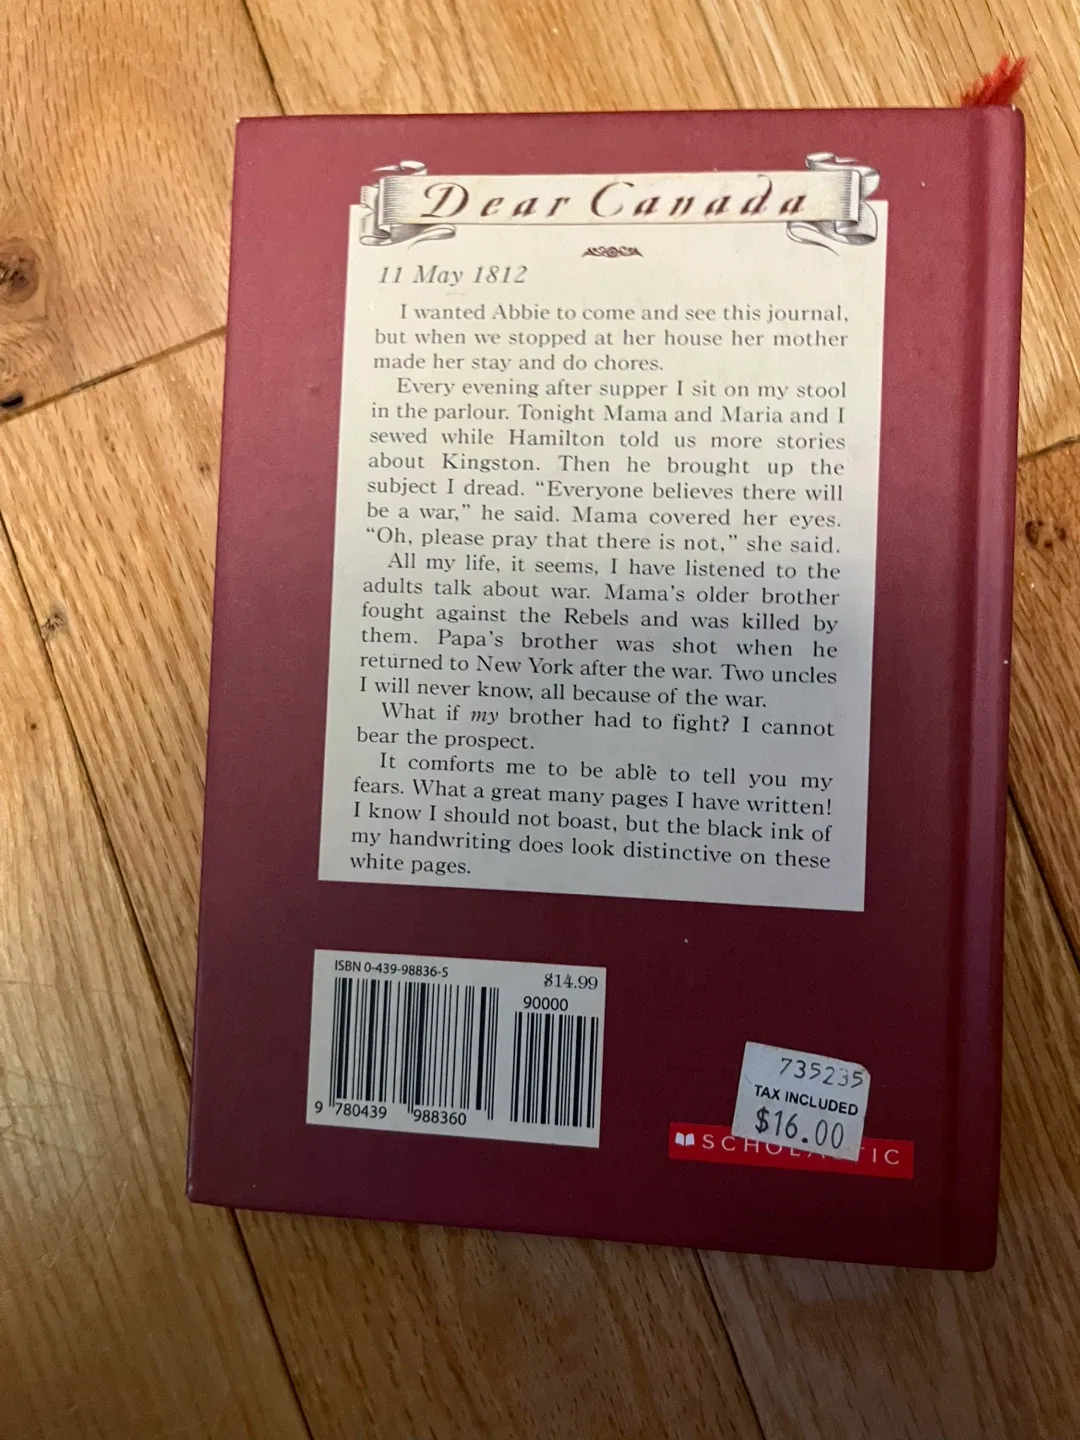 Dear Canada
11 May 1812
I wanted Abbie to come and see this journal,
but when we stopped at her house her mother
made her stay and do chores.
Every evening after supper I sit on my stool
in the parlour. Tonight Mama and Maria and I
sewed while Hamilton told us more stories
about Kingston. Then he brought up the
subject I dread. “Everyone believes there will
be a war,” he said. Mama covered her eyes.
“Oh, please pray that there is not,” she said.
All my life, it seems, I have listened to the
adults talk about war. Mama’s older brother
fought against the Rebels and was killed by
them. Papa’s brother was shot when he
returned to New York after the war. Two uncles
I will never know, all because of the war.
What if my brother had to fight? I cannot
bear the prospect.
It comforts me to be able to tell you my
fears. What a great many pages I have written!
I know I should not boast, but the black ink of
my handwriting does look distinctive on these
white pages.
ISBN 0-439-98836-5
$14.99
90000
9 780439 988360
735235
TAX INCLUDED
$16.00
SCHOLASTIC